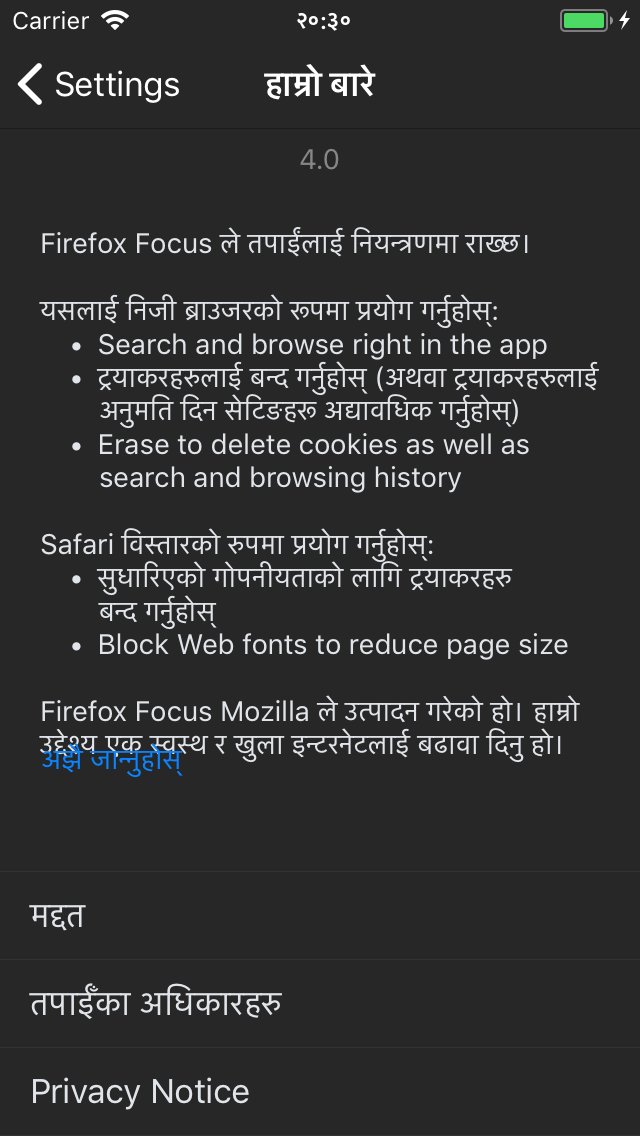 Carrier २०:३०
Settings हाम्रो बारे
4.0
Firefox Focus ले तपाईंलाई नियन्त्रणमा राख्छ।
यसलाई निजी ब्राउजरको रूपमा प्रयोग गर्नुहोस्:
• Search and browse right in the app
• ट्रयाकरहरुलाई बन्द गर्नुहोस् (अथवा ट्रयाकरहरुलाई
अनुमति दिन सेटिङहरू अद्यावधिक गर्नुहोस्)
• Erase to delete cookies as well as
search and browsing history
Safari विस्तारको रुपमा प्रयोग गर्नुहोस्:
• सुधारिएको गोपनीयताको लागि ट्रयाकरहरु
बन्द गर्नुहोस्
• Block Web fonts to reduce page size
Firefox Focus Mozilla ले उत्पादन गरेको हो। हाम्रो
उद्देश्य एक स्वस्थ र खुला इन्टरनेटलाई बढावा दिनु हो।
अझै जान्नुहोस्
मद्दत
तपाईँका अधिकारहरु
Privacy Notice